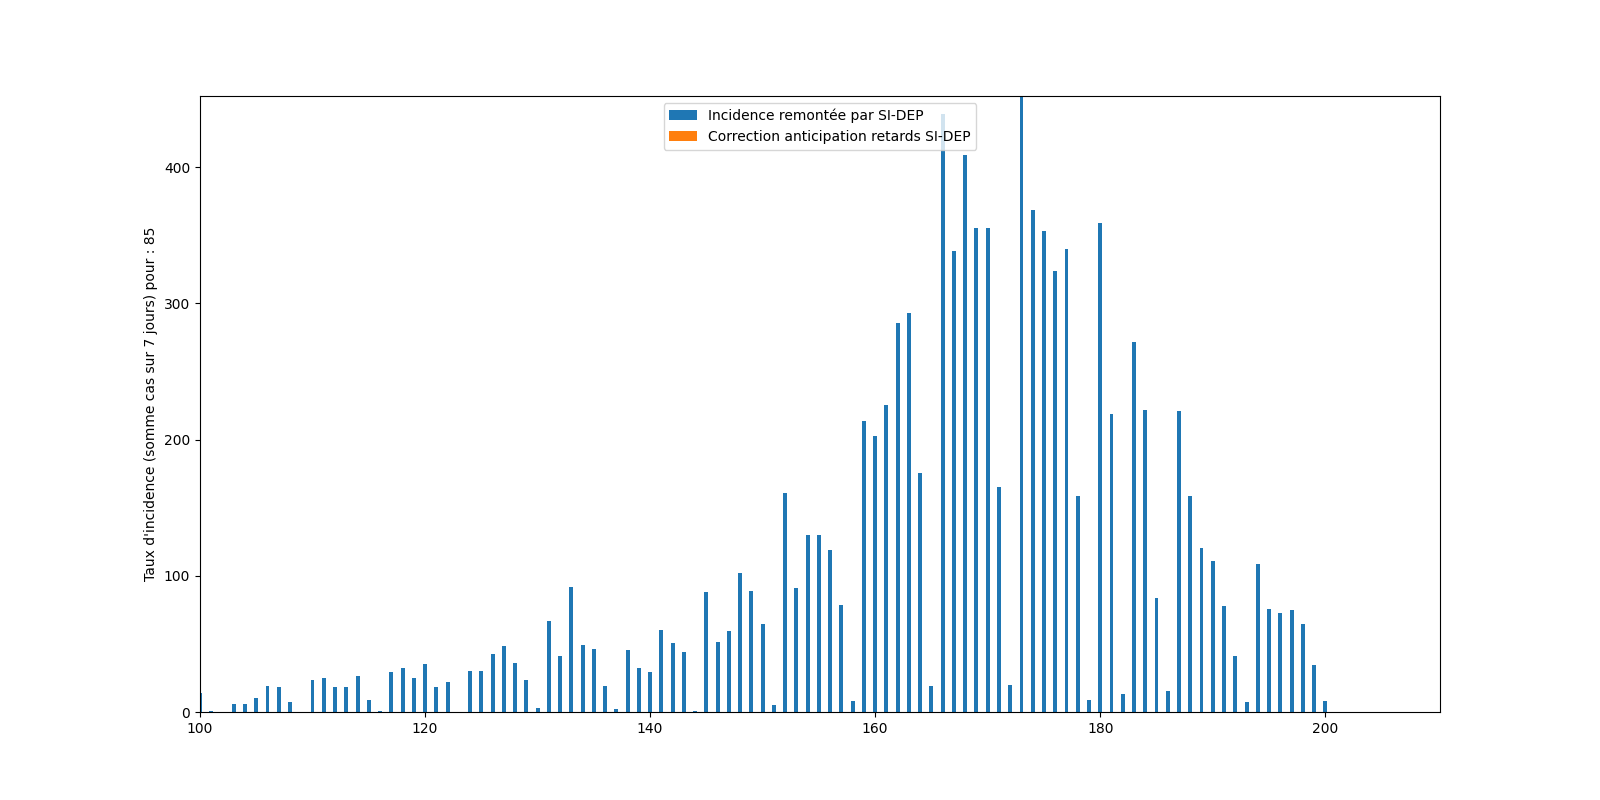 Incidence remontée par SI-DEP
Correction anticipation retards SI-DEP
Taux d'incidence (somme cas sur 7 jours) pour : 85
400
300
200
100
0
100 120 140 160 180 200